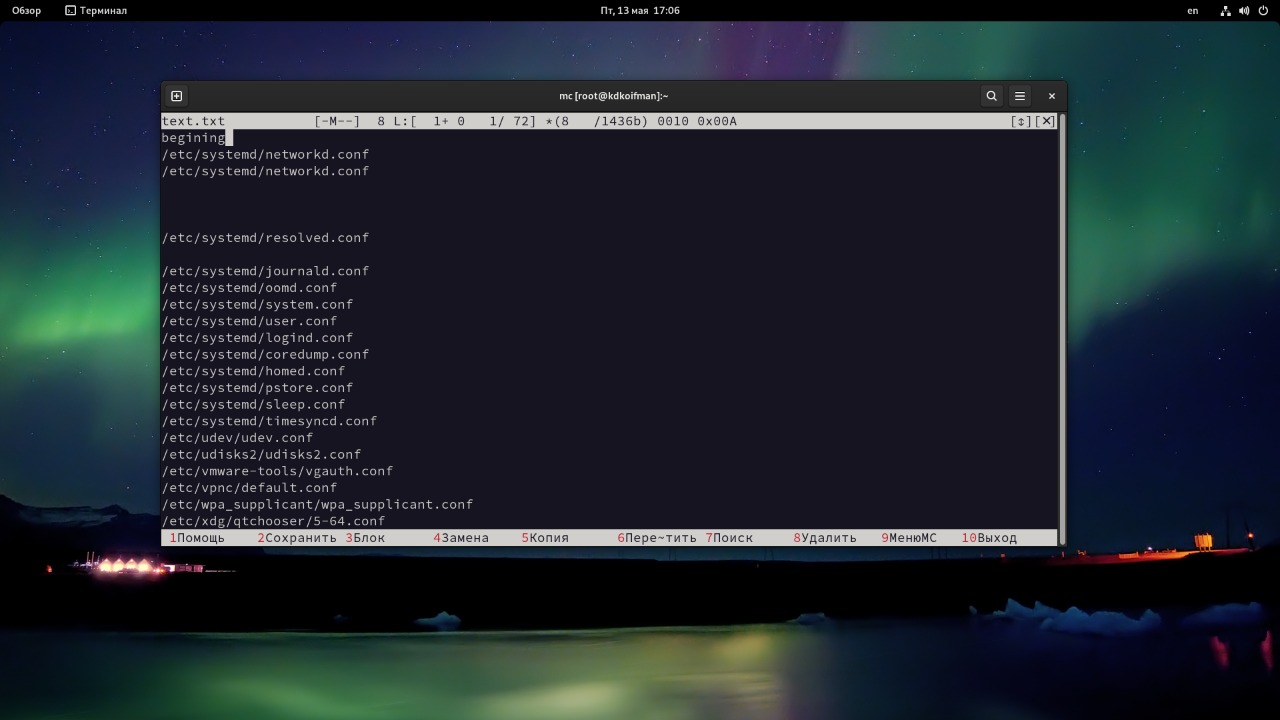 Обзор Терминал Пт, 13 мая 17:06 en
mc [root@kdkoifman]:~
text.txt [-M--] 8 L:[ 1+ 0 1/ 72] *(8 /1436b) 0010 0x00A [↕][✕]
begining
/etc/systemd/networkd.conf
/etc/systemd/networkd.conf
/etc/systemd/resolved.conf
/etc/systemd/journald.conf
/etc/systemd/oomd.conf
/etc/systemd/system.conf
/etc/systemd/user.conf
/etc/systemd/logind.conf
/etc/systemd/coredump.conf
/etc/systemd/homed.conf
/etc/systemd/pstore.conf
/etc/systemd/sleep.conf
/etc/systemd/timesyncd.conf
/etc/udev/udev.conf
/etc/udisks2/udisks2.conf
/etc/vmware-tools/vgauth.conf
/etc/vpnc/default.conf
/etc/wpa_supplicant/wpa_supplicant.conf
/etc/xdg/qtchooser/5-64.conf
1Помощь 2Сохранить 3Блок 4Замена 5Копия 6Пере~тить 7Поиск 8Удалить 9МенюМС 10Выход